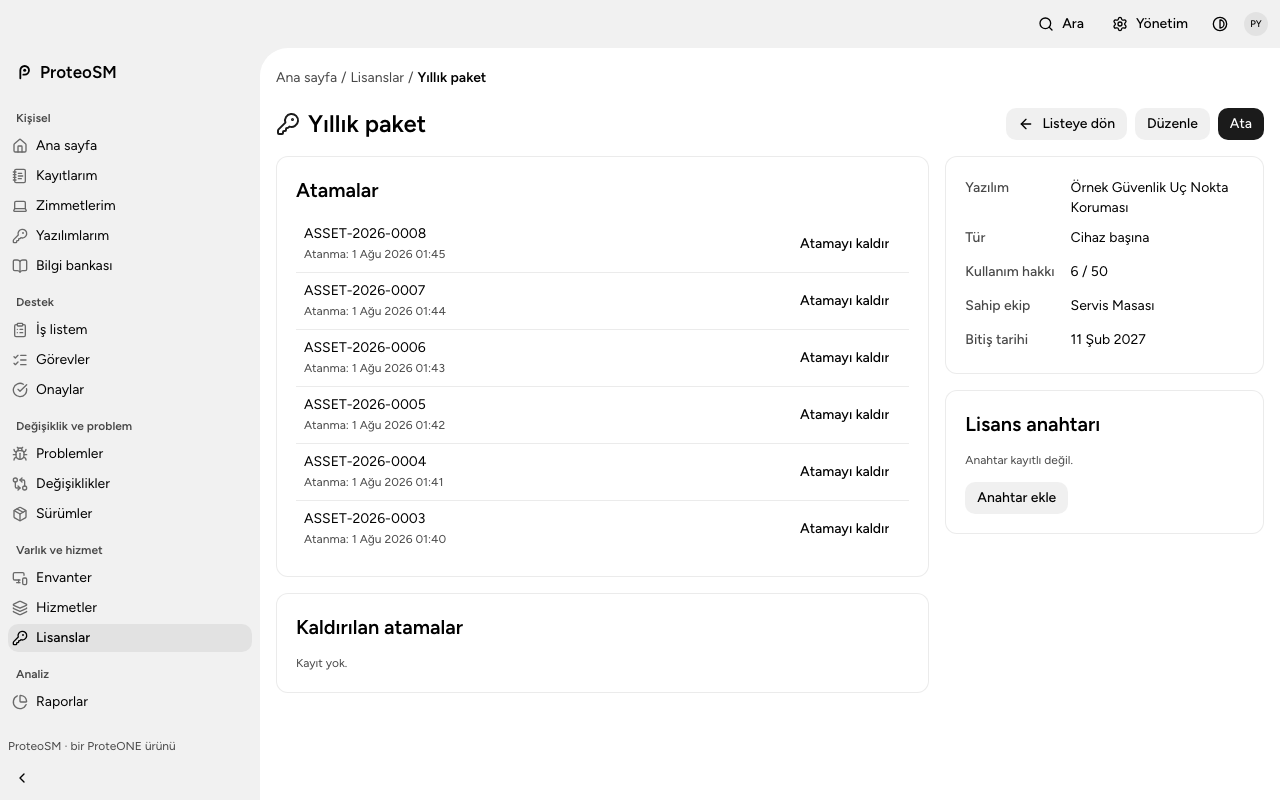 Ara
Yönetim
PY
ProteoSM
Kişisel
Ana sayfa
Kayıtlarım
Zimmetlerim
Yazılımlarım
Bilgi bankası
Destek
İş listem
Görevler
Onaylar
Değişiklik ve problem
Problemler
Değişiklikler
Sürümler
Varlık ve hizmet
Envanter
Hizmetler
Lisanslar
Analiz
Raporlar
ProteoSM · bir ProteONE ürünü
Ana sayfa / Lisanslar / Yıllık paket
Yıllık paket
Listeye dön
Düzenle
Ata
Atamalar
ASSET-2026-0008
Atanma: 1 Ağu 2026 01:45
Atamayı kaldır
ASSET-2026-0007
Atanma: 1 Ağu 2026 01:44
Atamayı kaldır
ASSET-2026-0006
Atanma: 1 Ağu 2026 01:43
Atamayı kaldır
ASSET-2026-0005
Atanma: 1 Ağu 2026 01:42
Atamayı kaldır
ASSET-2026-0004
Atanma: 1 Ağu 2026 01:41
Atamayı kaldır
ASSET-2026-0003
Atanma: 1 Ağu 2026 01:40
Atamayı kaldır
Kaldırılan atamalar
Kayıt yok.
Yazılım
Örnek Güvenlik Uç Nokta
Koruması
Tür
Cihaz başına
Kullanım hakkı
6 / 50
Sahip ekip
Servis Masası
Bitiş tarihi
11 Şub 2027
Lisans anahtarı
Anahtar kayıtlı değil.
Anahtar ekle